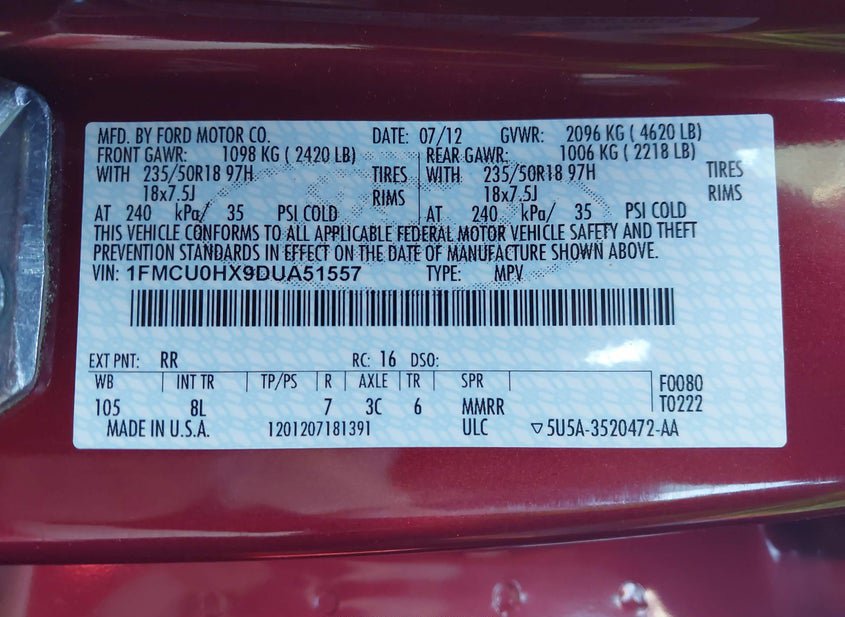 MFD. BY FORD MOTOR CO. DATE: 07/12 GVWR: 2096 KG ( 4620 LB)
FRONT GAWR: 1098 KG ( 2420 LB) REAR GAWR: 1006 KG ( 2218 LB)
WITH 235/50R18 97H TIRES WITH 235/50R18 97H TIRES
18x7.5J RIMS 18x7.5J RIMS
AT 240 kPa/ 35 PSI COLD AT 240 kPa/ 35 PSI COLD
THIS VEHICLE CONFORMS TO ALL APPLICABLE FEDERAL MOTOR VEHICLE SAFETY AND THEFT
PREVENTION STANDARDS IN EFFECT ON THE DATE OF MANUFACTURE SHOWN ABOVE.
VIN: 1FMCU0HX9DUA51557 TYPE: MPV
EXT PNT: RR RC: 16 DSO:
WB INT TR TP/PS R AXLE TR SPR F0080
105 8L 7 3C 6 MMRR T0222
MADE IN U.S.A. 1201207181391 ULC ▽5U5A-3520472-AA